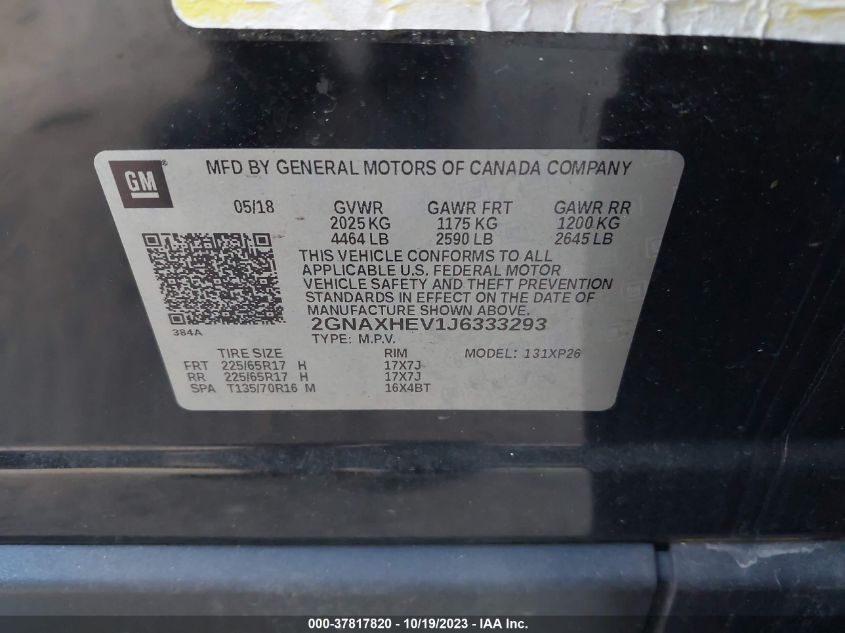 GM
®
MFD BY GENERAL MOTORS OF CANADA COMPANY
05/18 GVWR GAWR FRT GAWR RR
2025 KG 1175 KG 1200 KG
4464 LB 2590 LB 2645 LB
THIS VEHICLE CONFORMS TO ALL
APPLICABLE U.S. FEDERAL MOTOR
VEHICLE SAFETY AND THEFT PREVENTION
STANDARDS IN EFFECT ON THE DATE OF
MANUFACTURE SHOWN ABOVE.
384A 2GNAXHEV1J6333293
TYPE: M.P.V.
TIRE SIZE RIM MODEL: 131XP26
FRT 225/65R17 H 17X7J
RR 225/65R17 H 17X7J
SPA T135/70R16 M 16X4BT
000-37817820 - 10/19/2023 - IAA Inc.